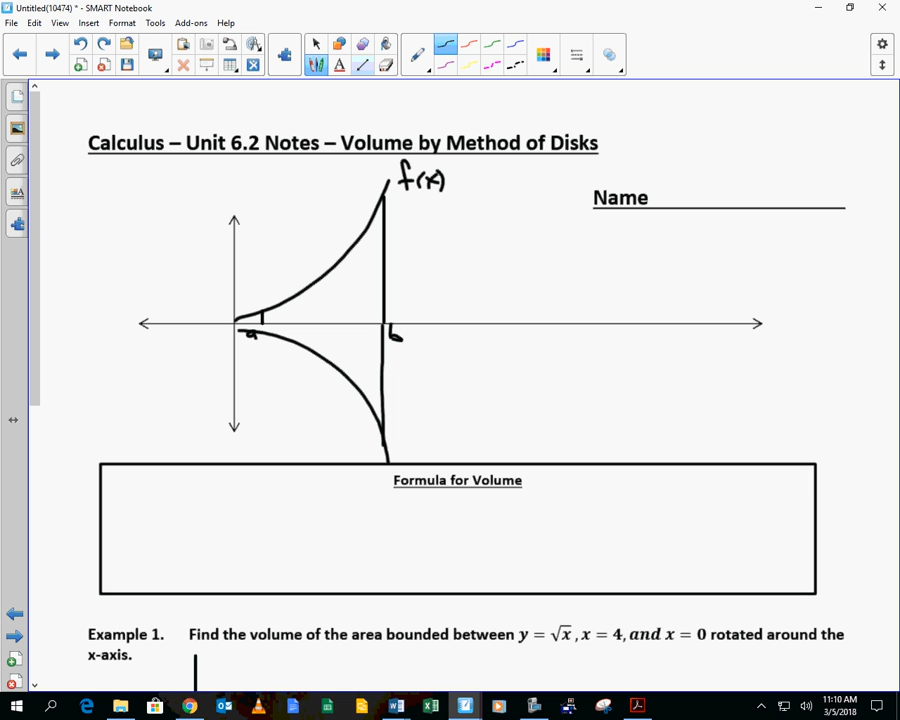 Untitled(10474) * - SMART Notebook
File Edit View Insert Format Tools Add-ons Help
Calculus – Unit 6.2 Notes – Volume by Method of Disks
f(x)
Name
a
b
Formula for Volume
Example 1. Find the volume of the area bounded between y = √x , x = 4, and x = 0 rotated around the
x-axis.
11:10 AM
3/5/2018